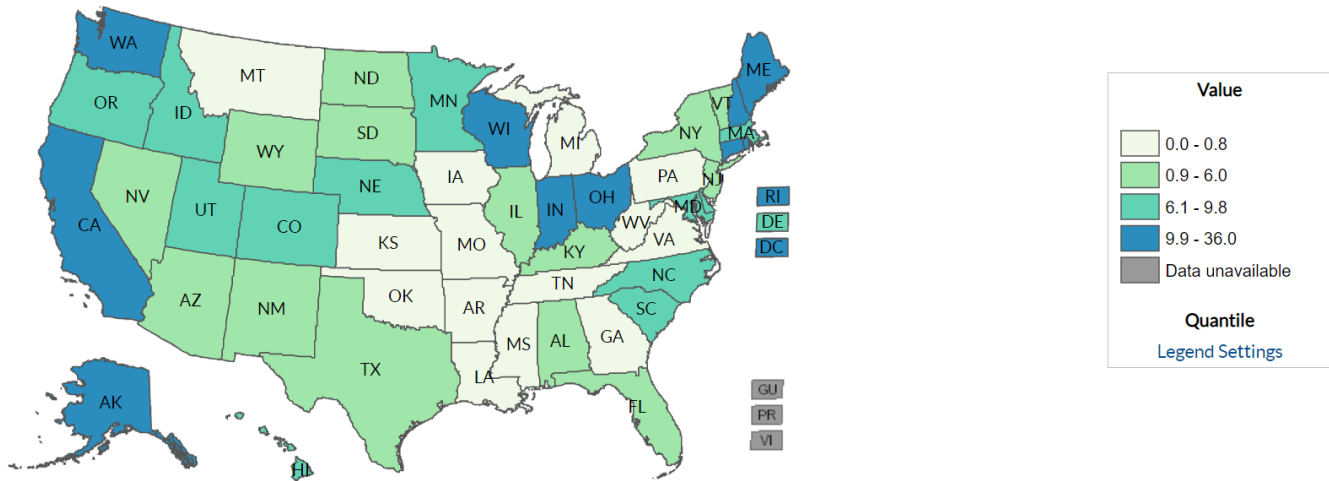 WA
ME
MT
ND
VT
MN
OR
ID
WI
MA
NY
SD
MI
WY
IA
PA
NJ
NE
NV
OH
MD
RI
IL
IN
UT
DE
CA
CO
WV
VA
DC
KS
MO
KY
NC
TN
OK
AZ
NM
AR
SC
MS
AL
GA
TX
LA
AK
FL
HI
GU
PR
VI
Value
0.0 - 0.8
0.9 - 6.0
6.1 - 9.8
9.9 - 36.0
Data unavailable
Quantile
Legend Settings